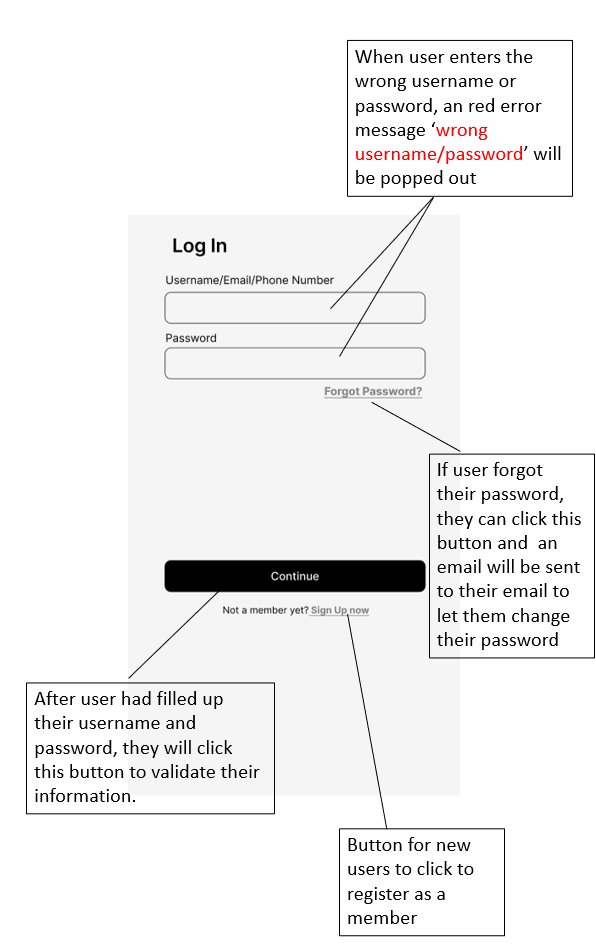 When user enters the
wrong username or
password, an red error
message ‘wrong
username/password’ will
be popped out
Log In
Username/Email/Phone Number
Password
Forgot Password?
If user forgot
their password,
they can click this
button and  an
email will be sent
to their email to
let them change
their password
Continue
Not a member yet? Sign Up now
After user had filled up
their username and
password, they will click
this button to validate their
information.
Button for new
users to click to
register as a
member